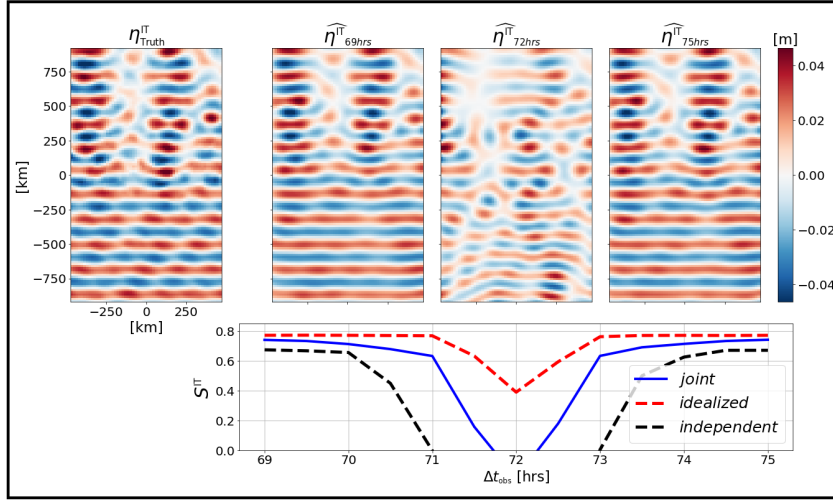 η^IT_Truth
η^IT_69hrs
η^IT_72hrs
η^IT_75hrs
[m]
750
500
250
0
−250
−500
−750
[km]
−250 0 250
[km]
0.04
0.02
0.00
−0.02
−0.04
0.8
0.6
0.4
0.2
0.0
S^IT
joint
idealized
independent
69 70 71 72 73 74 75
Δt_obs [hrs]